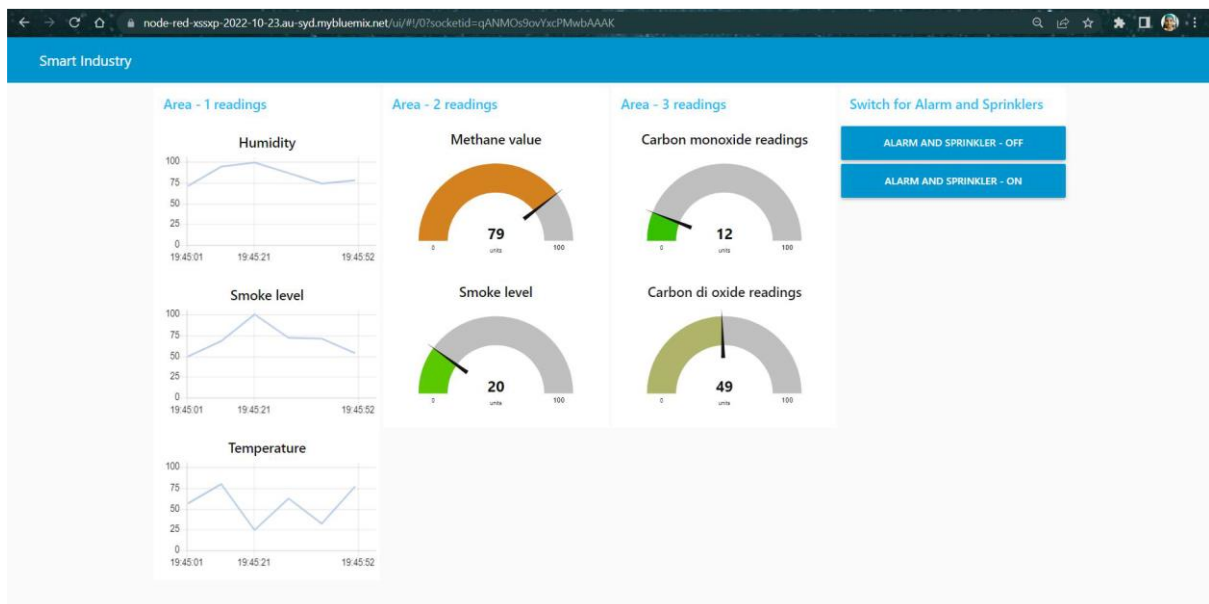 node-red-xssxp-2022-10-23.au-syd.mybluemix.net/ui/#!/0?socketid=qANMOs9ovYxcPMwbAAAK
Smart Industry
Area - 1 readings
Humidity
100
75
50
25
0
19:45:01 19:45:21 19:45:52
Smoke level
100
75
50
25
0
19:45:01 19:45:21 19:45:52
Temperature
100
75
50
25
0
19:45:01 19:45:21 19:45:52
Area - 2 readings
Methane value
79
0 units 100
Smoke level
20
0 units 100
Area - 3 readings
Carbon monoxide readings
12
0 units 100
Carbon di oxide readings
49
0 units 100
Switch for Alarm and Sprinklers
ALARM AND SPRINKLER - OFF
ALARM AND SPRINKLER - ON